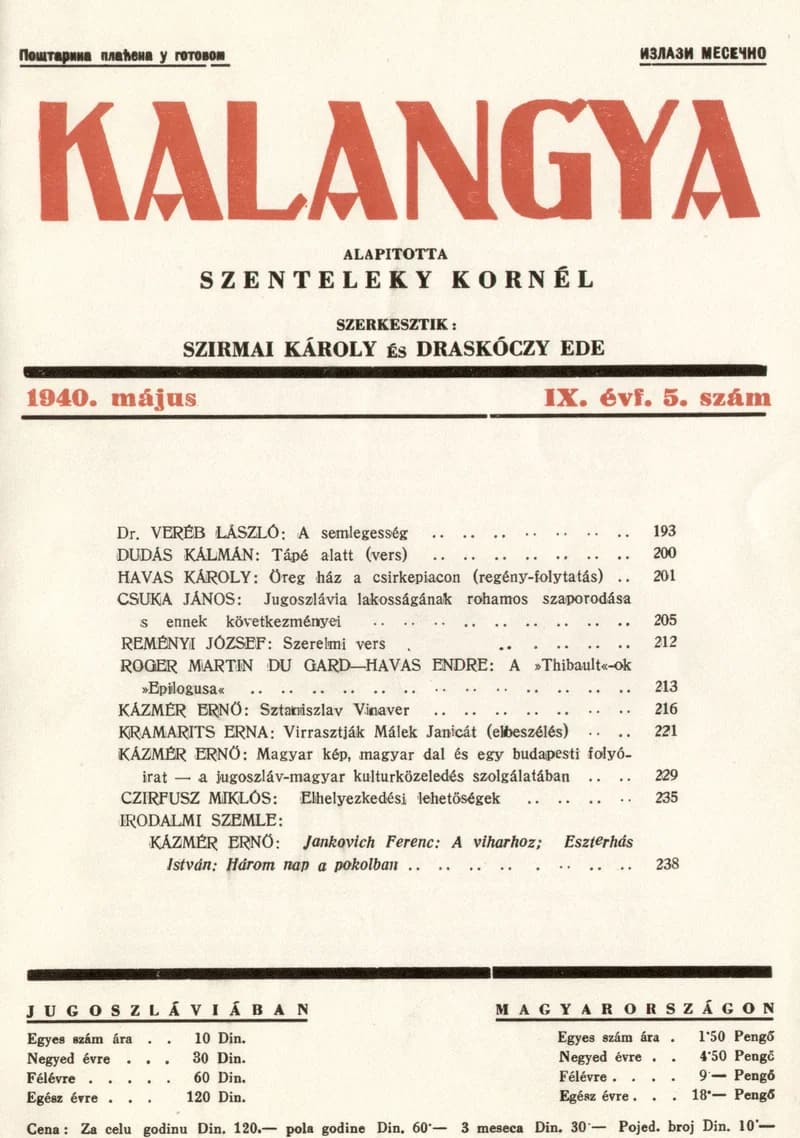 Поштарина плаћена у готовом
ИЗЛАЗИ МЕСЕЧНО
KALANGYA
ALAPITOTTA
SZENTELEKY KORNÉL
SZERKESZTIK:
SZIRMAI KÁROLY és DRASKÓCZY EDE
1940. május
IX. évf. 5. szám
Dr. VERÉB LÁSZLÓ: A semlegesség .. .. .. .. .. .. .. 193
DUDÁS KÁLMÁN: Tápé alatt (vers) .. .. .. .. .. .. .. 200
HAVAS KÁROLY: Öreg ház a csirkepiacon (regény-folytatás) .. 201
CSUKA JÁNOS: Jugoszlávia lakosságának rohamos szaporodása
s ennek következményei .. .. .. .. .. .. .. .. .. 205
REMÉNYI JÓZSEF: Szerelmi vers . .. .. .. .. .. 212
ROGER MARTIN DU GARD—HAVAS ENDRE: A »Thibault«-ok
»Epilogusa« .. .. .. .. .. .. .. .. .. .. .. .. .. 213
KÁZMÉR ERNŐ: Sztaniszlav Vinaver .. .. .. .. .. .. .. 216
KRAMARITS ERNA: Virrasztják Málek Janicát (elbeszélés) .. .. 221
KÁZMÉR ERNŐ: Magyar kép, magyar dal és egy budapesti folyó-
irat — a jugoszláv-magyar kulturközeledés szolgálatában .. .. 229
CZIRFUSZ MIKLÓS: Elhelyezkedési lehetőségek .. .. .. .. 235
IRODALMI SZEMLE:
KÁZMÉR ERNŐ: Jankovich Ferenc: A viharhoz; Eszterhás
István: Három nap a pokolban .. .. .. .. . .. .. .. 238
JUGOSZLÁVIÁBAN
Egyes szám ára . . 10 Din.
Negyed évre . . . 30 Din.
Félévre . . . . . 60 Din.
Egész évre . . . 120 Din.
MAGYARORSZÁGON
Egyes szám ára . 1·50 Pengő
Negyed évre . . 4·50 Pengő
Félévre . . . . 9·— Pengő
Egész évre . . . 18·— Pengő
Cena: Za celu godinu Din. 120.— pola godine Din. 60·— 3 meseca Din. 30·— Pojed. broj Din. 10·—